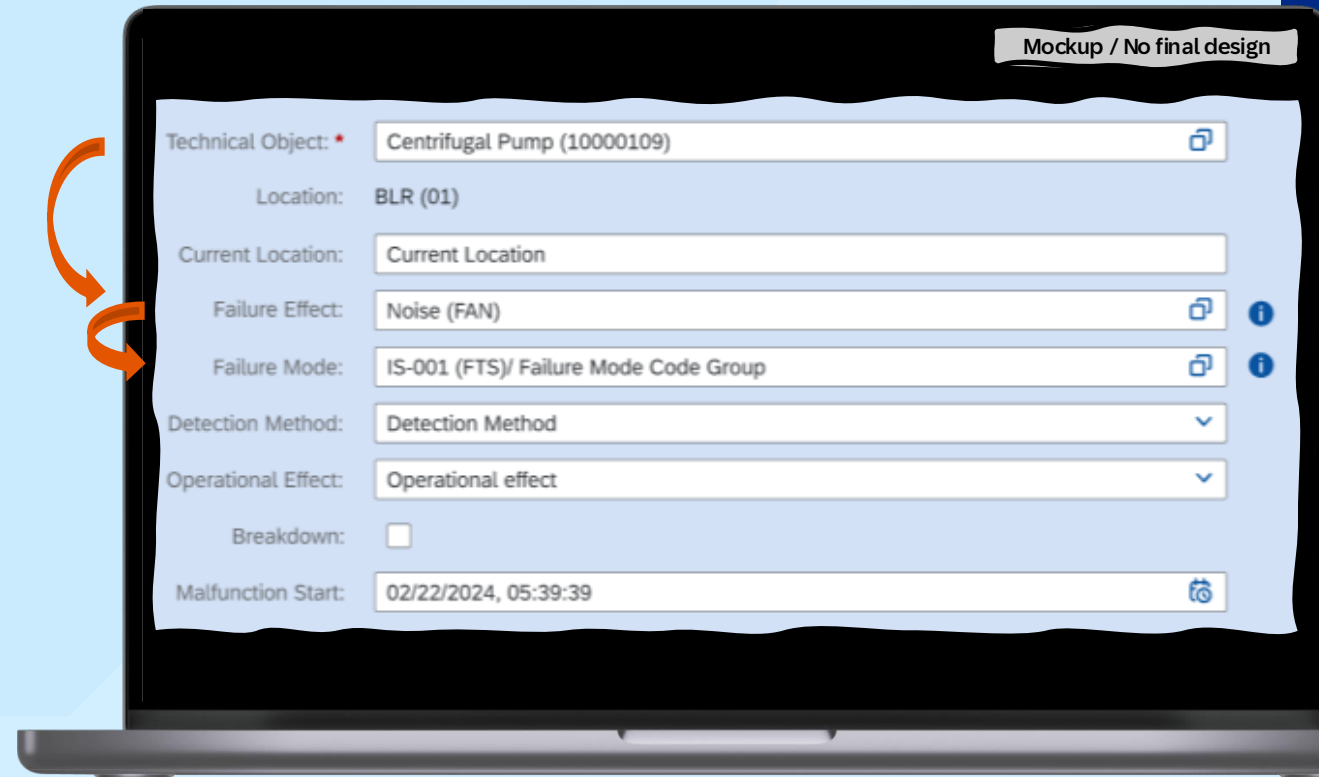 Mockup / No final design
Technical Object: * Centrifugal Pump (10000109)
Location: BLR (01)
Current Location: Current Location
Failure Effect: Noise (FAN)
Failure Mode: IS-001 (FTS)/ Failure Mode Code Group
Detection Method: Detection Method
Operational Effect: Operational effect
Breakdown:
Malfunction Start: 02/22/2024, 05:39:39